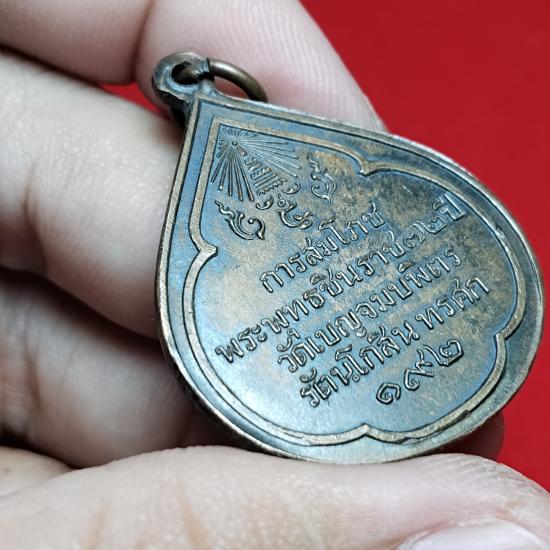 การสมโภช
พระพุทธชินราช๗๒ปี
วัดเบญจมบพิตร
รัตนโกสิน ทรศก
๑๙๒